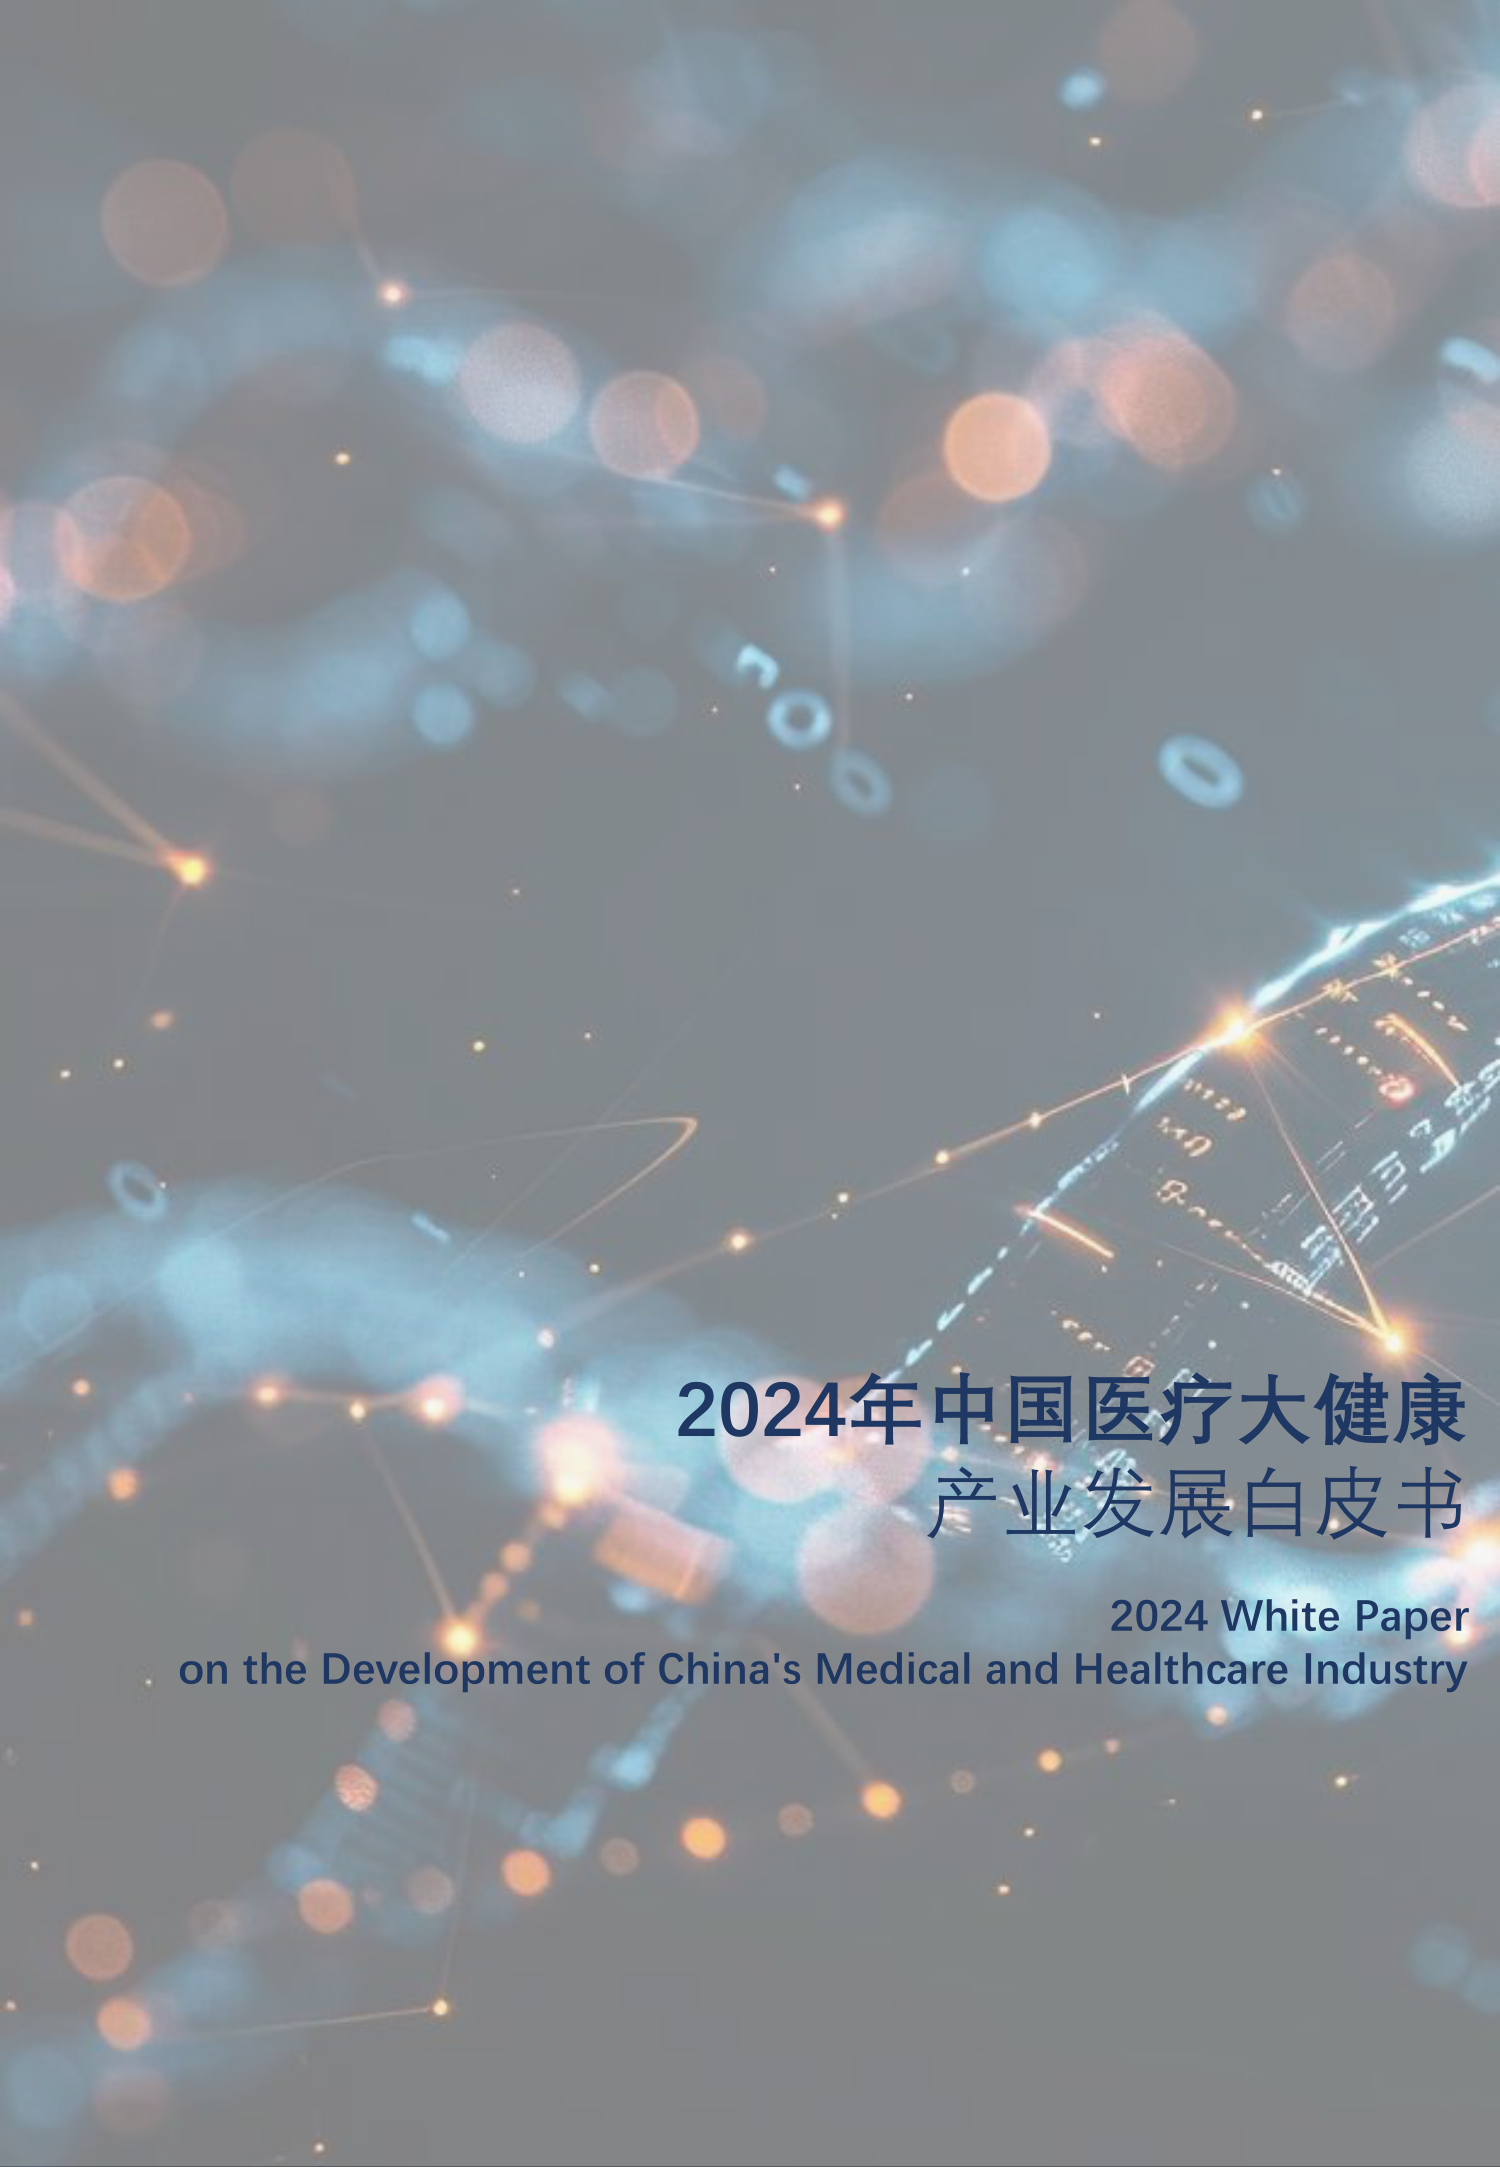 2024年中国医疗大健康
产业发展白皮书
2024 White Paper
on the Development of China's Medical and Healthcare Industry